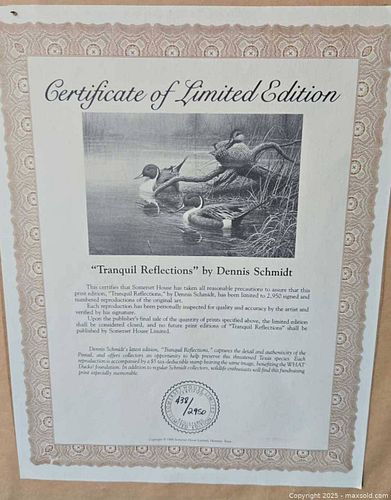 Certificate of Limited Edition
"Tranquil Reflections" by Dennis Schmidt
This certifies that Somerset House has taken all reasonable precautions to assure that this
print edition, "Tranquil Reflections," by Dennis Schmidt, has been limited to 2,950 signed and
numbered reproductions of the original art.
Each reproduction has been personally inspected for quality and accuracy by the artist and
verified by his signature.
Upon the publisher's final sale of the quantity of prints specified above, the limited edition
shall be considered closed, and no future print editions of "Tranquil Reflections" shall be
published by Somerset House Limited.
Dennis Schmidt's latest edition, "Tranquil Reflections," captures the detail and authenticity of the
Pintail, and offers collectors an opportunity to help preserve this threatened Texas species. Each
reproduction is accompanied by a $5 tax-deductible stamp bearing the same image, benefiting the WHAT
Ducks! foundation. In addition to regular Schmidt collectors, wildlife enthusiasts will find this fundraising
print especially memorable.
438/2950
Copyright © 1988 Somerset House Limited, Houston, Texas
Copyright © 2025 - maxsold.com